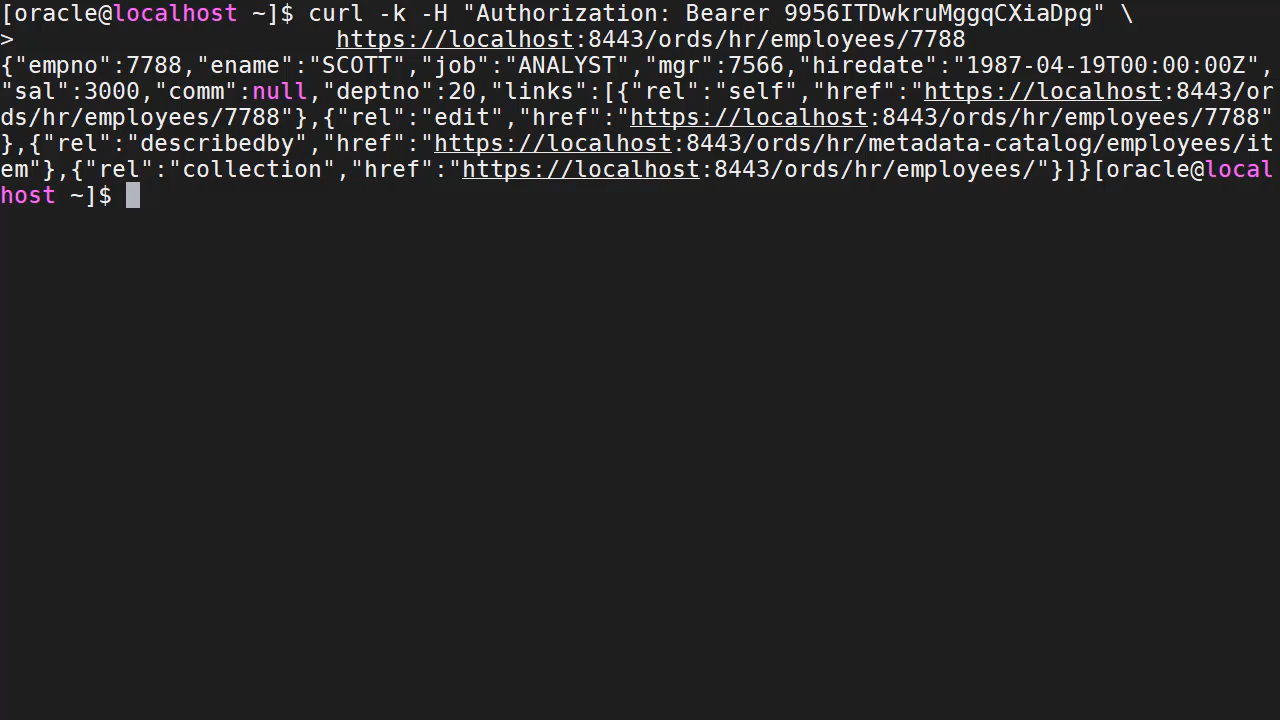 [oracle@localhost ~]$ curl -k -H "Authorization: Bearer 9956ITDwkruMggqCXiaDpg" \
>                       https://localhost:8443/ords/hr/employees/7788
{"empno":7788,"ename":"SCOTT","job":"ANALYST","mgr":7566,"hiredate":"1987-04-19T00:00:00Z",
"sal":3000,"comm":null,"deptno":20,"links":[{"rel":"self","href":"https://localhost:8443/or
ds/hr/employees/7788"},{"rel":"edit","href":"https://localhost:8443/ords/hr/employees/7788"
},{"rel":"describedby","href":"https://localhost:8443/ords/hr/metadata-catalog/employees/it
em"},{"rel":"collection","href":"https://localhost:8443/ords/hr/employees/"}]}[oracle@local
host ~]$